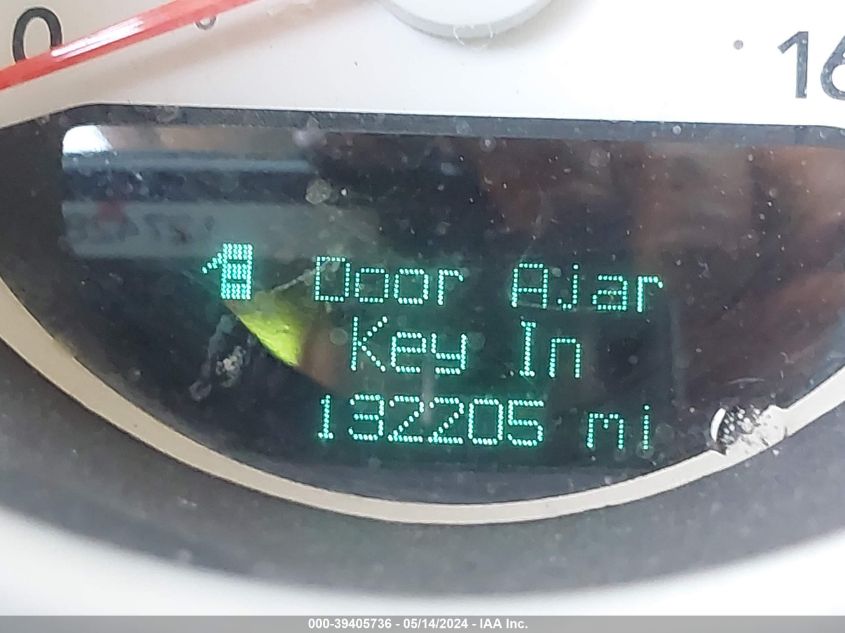 0
16
Door Ajar
Key In
132205 mi
000-39405736 - 05/14/2024 - IAA Inc.